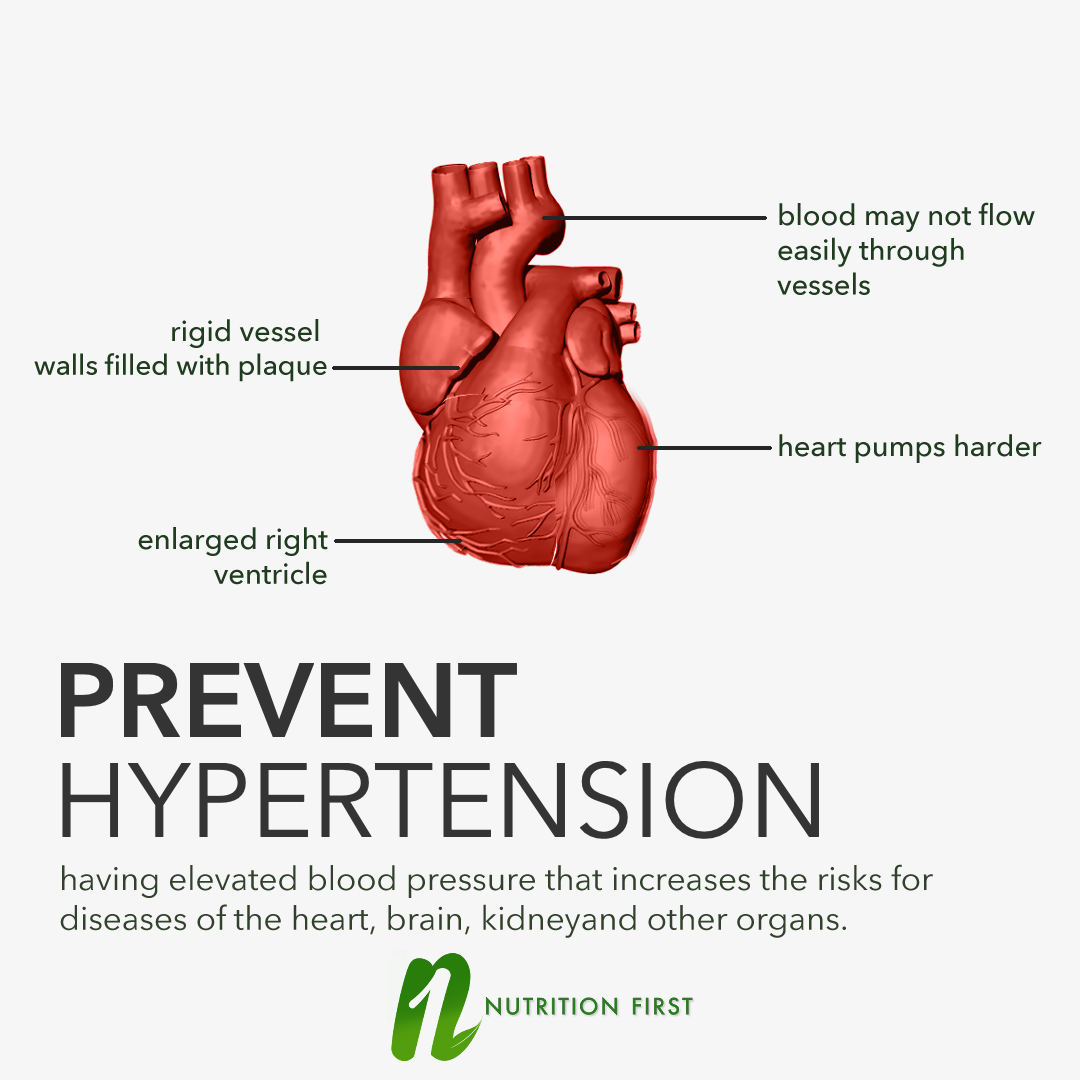 blood may not flow
easily through
vessels
rigid vessel
walls filled with plaque
heart pumps harder
enlarged right
ventricle
PREVENT
HYPERTENSION
having elevated blood pressure that increases the risks for
diseases of the heart, brain, kidneyand other organs.
NUTRITION FIRST